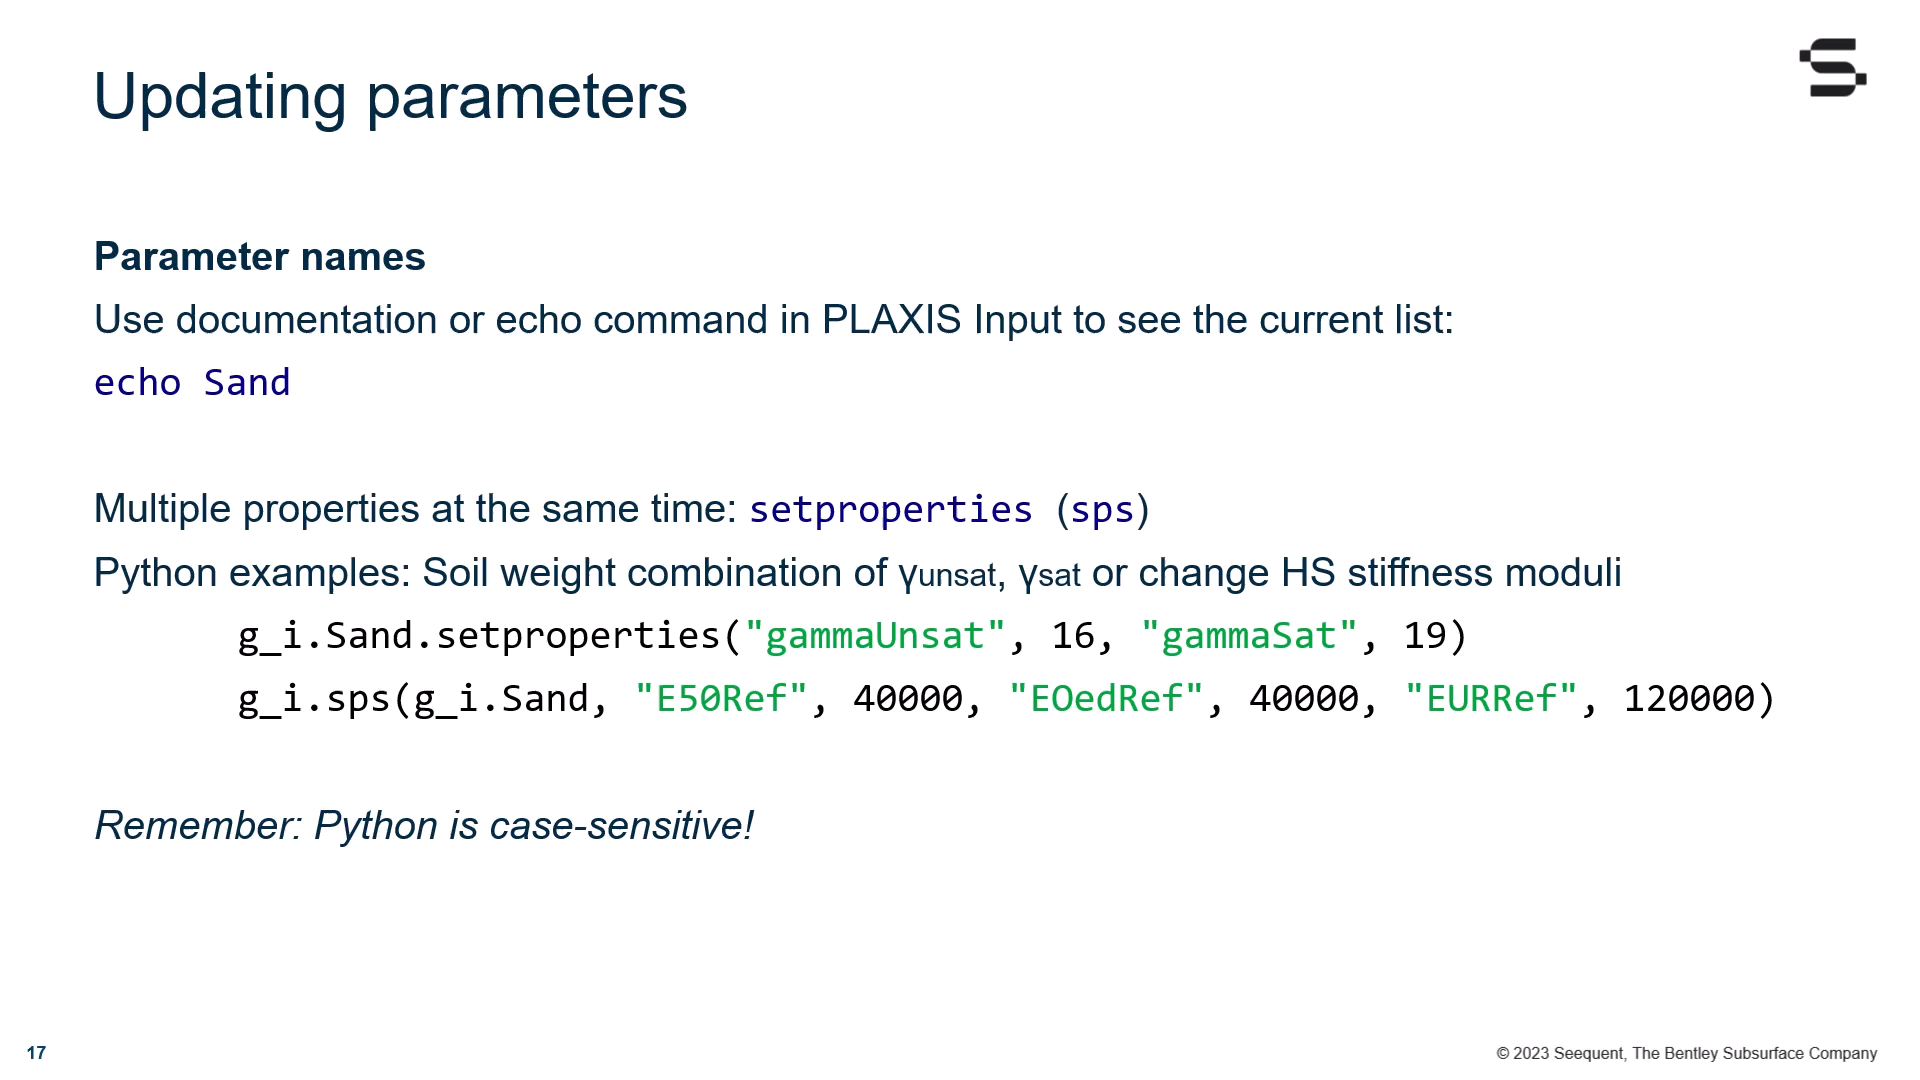 Updating parameters
Parameter names
Use documentation or echo command in PLAXIS Input to see the current list:
echo Sand
Multiple properties at the same time: setproperties (sps)
Python examples: Soil weight combination of γunsat, γsat or change HS stiffness moduli
g_i.Sand.setproperties("gammaUnsat", 16, "gammaSat", 19)
g_i.sps(g_i.Sand, "E50Ref", 40000, "EOedRef", 40000, "EURRef", 120000)
Remember: Python is case-sensitive!
17
© 2023 Seequent, The Bentley Subsurface Company